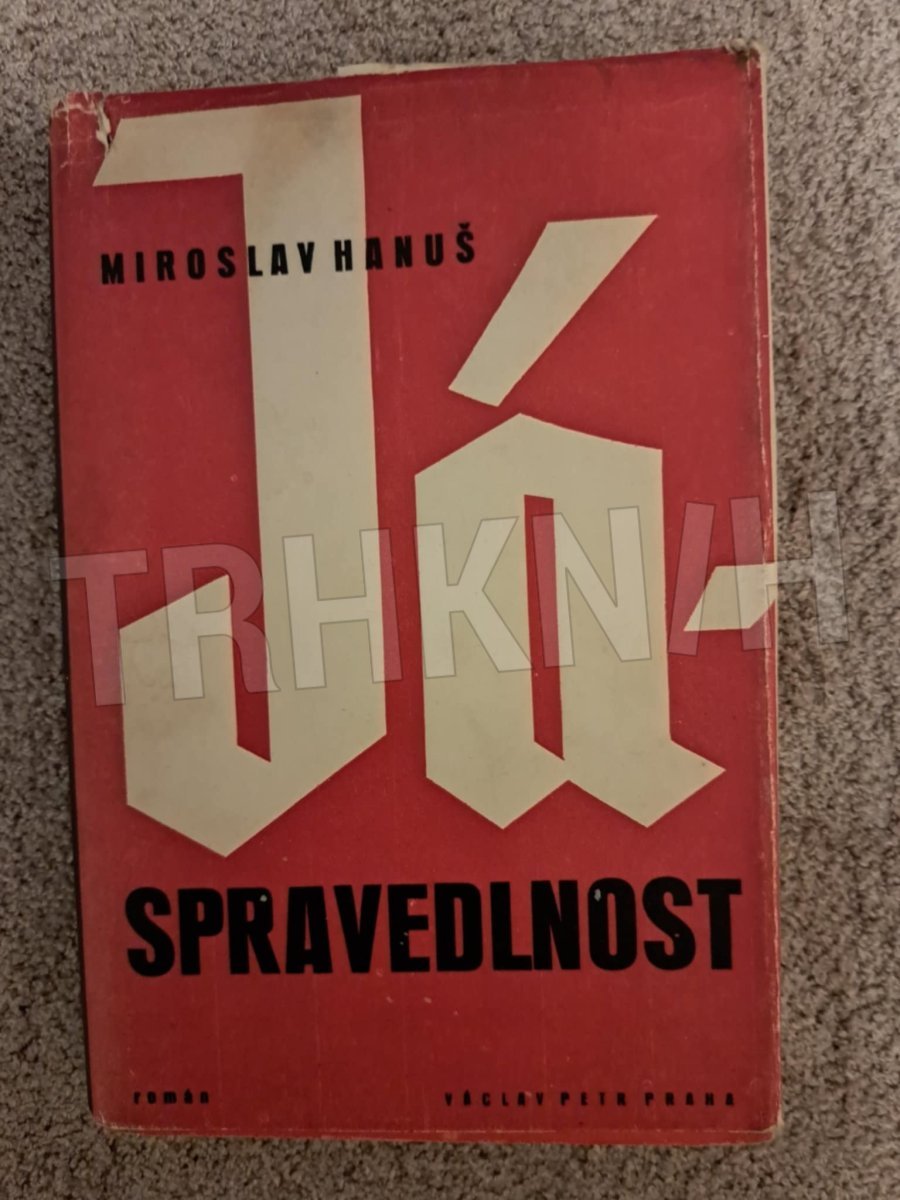 MIROSLAV HANUŠ
Já-
SPRAVEDLNOST
román
VÁCLAV PETR PRAHA
TRHKNIH